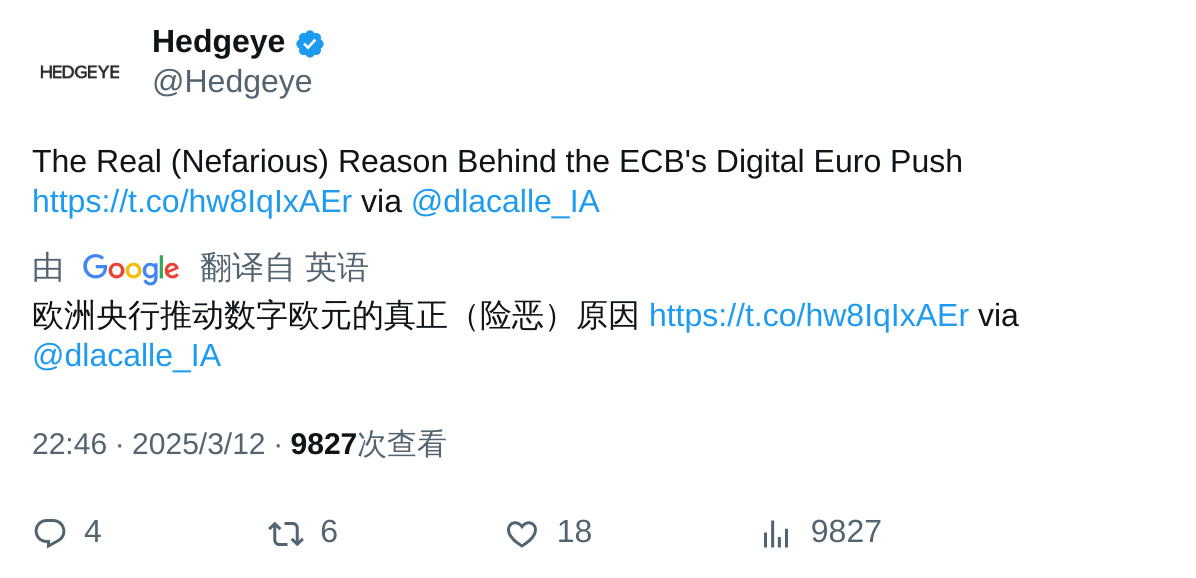 HEDGEYE
Hedgeye
@Hedgeye
The Real (Nefarious) Reason Behind the ECB's Digital Euro Push
https://t.co/hw8IqIxAEr via @dlacalle_IA
由 Google 翻译自 英语
欧洲央行推动数字欧元的真正（险恶）原因 https://t.co/hw8IqIxAEr via
@dlacalle_IA
22:46 · 2025/3/12 · 9827次查看
4 6 18 9827